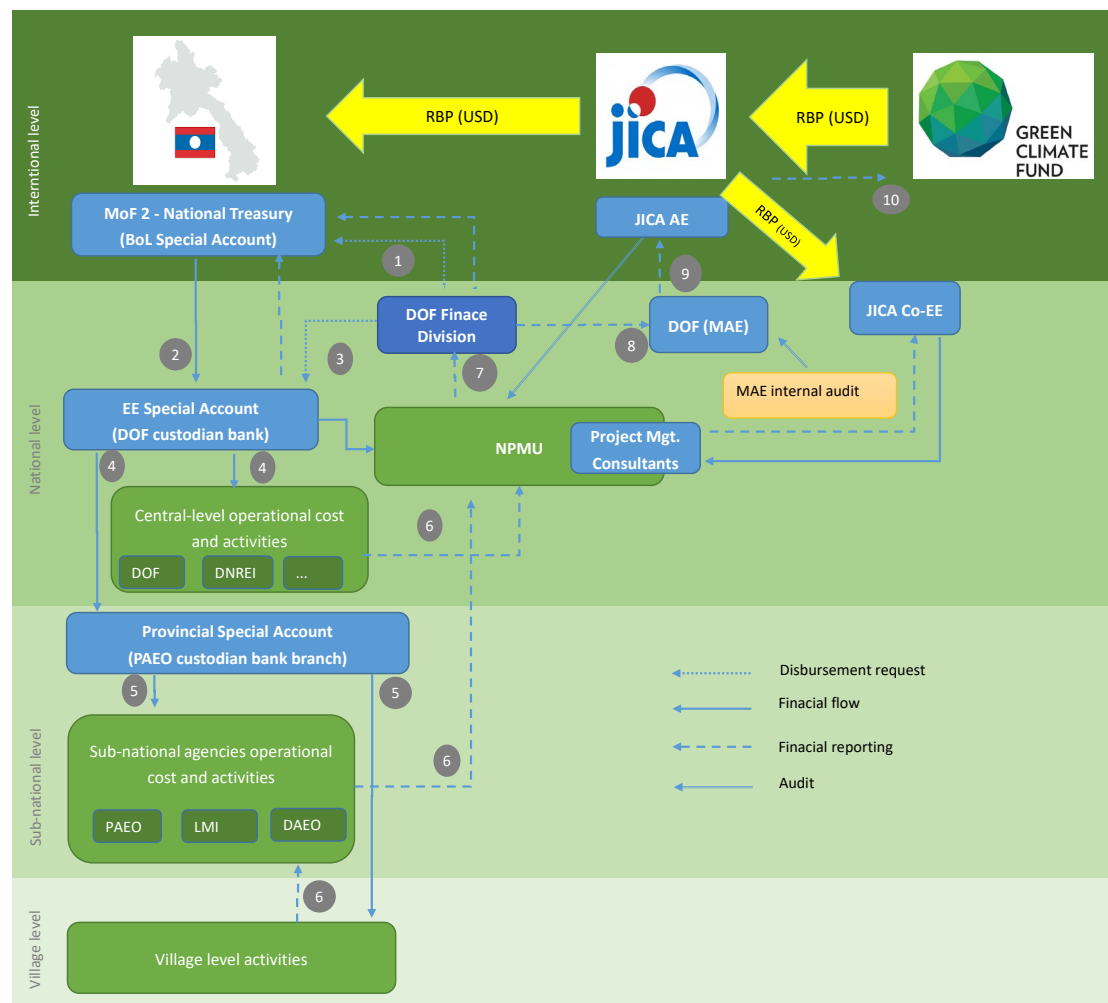 Interntional level
RBP (USD)
jICA
RBP (USD)
GREEN
CLIMATE
FUND
MoF 2 - National Treasury
(BoL Special Account)
1
JICA AE
9
RBP (USD)
10
National level
2
3
DOF Finace
Division
7
8
DOF (MAE)
JICA Co-EE
MAE internal audit
EE Special Account
(DOF custodian bank)
NPMU
Project Mgt.
Consultants
4
4
Central-level operational cost
and activities
DOF
DNREI
...
6
Sub-national level
Provincial Special Account
(PAEO custodian bank branch)
5
5
Sub-national agencies operational
cost and activities
PAEO
LMI
DAEO
6
Disbursement request
Finacial flow
Finacial reporting
Audit
Village level
6
Village level activities